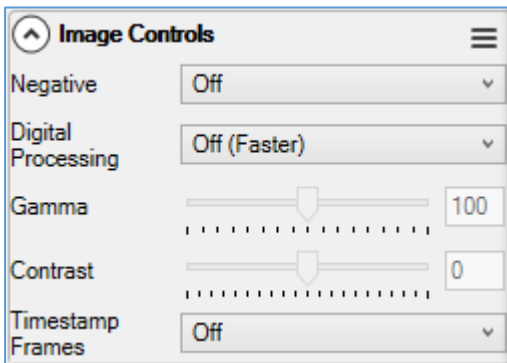 Image Controls
Negative Off
Digital
Processing Off (Faster)
Gamma 100
Contrast 0
Timestamp
Frames Off